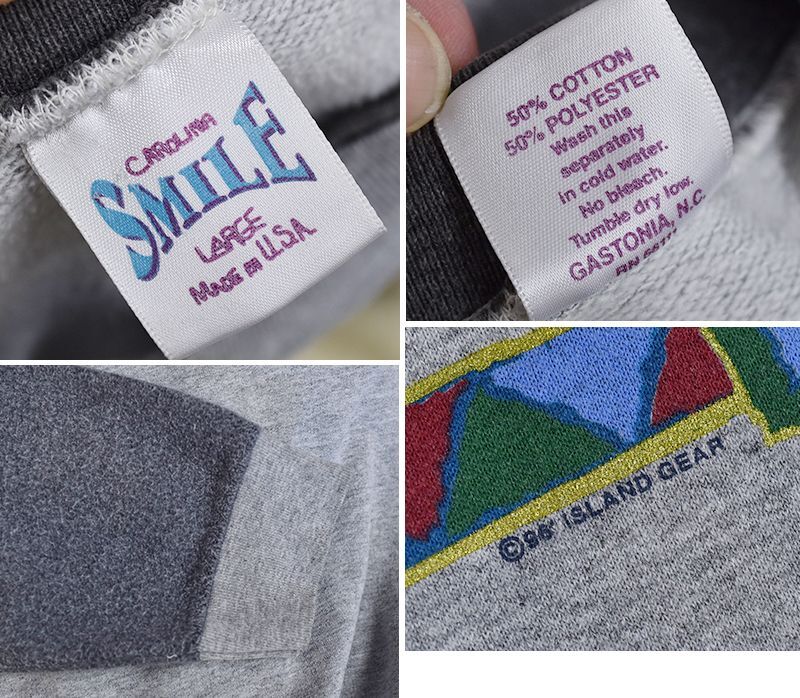 CAROLINA
SMILE
LARGE
MADE IN U.S.A.
50% COTTON
50% POLYESTER
Wash this
separately
in cold water.
No bleach.
Tumble dry low.
GASTONIA, N.C.
RN
©96' ISLAND GEAR